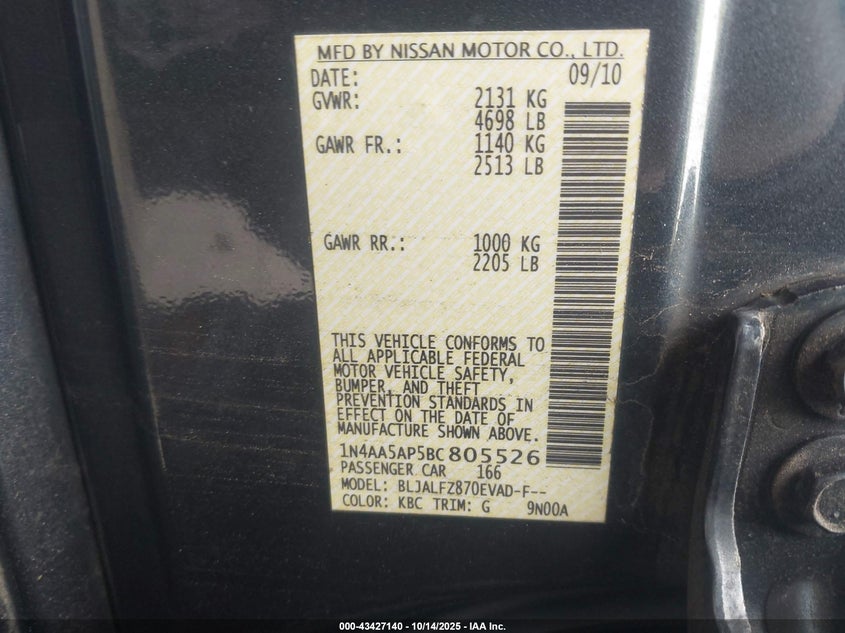 MFD BY NISSAN MOTOR CO., LTD.
DATE: 09/10
GVWR: 2131 KG
4698 LB
GAWR FR.: 1140 KG
2513 LB
GAWR RR.: 1000 KG
2205 LB
THIS VEHICLE CONFORMS TO
ALL APPLICABLE FEDERAL
MOTOR VEHICLE SAFETY,
BUMPER, AND THEFT
PREVENTION STANDARDS IN
EFFECT ON THE DATE OF
MANUFACTURE SHOWN ABOVE.
1N4AA5AP5BC805526
PASSENGER CAR 166
MODEL: BLJALFZ870EVAD-F--
COLOR: KBC TRIM: G 9N00A
000-43427140 - 10/14/2025 - IAA Inc.